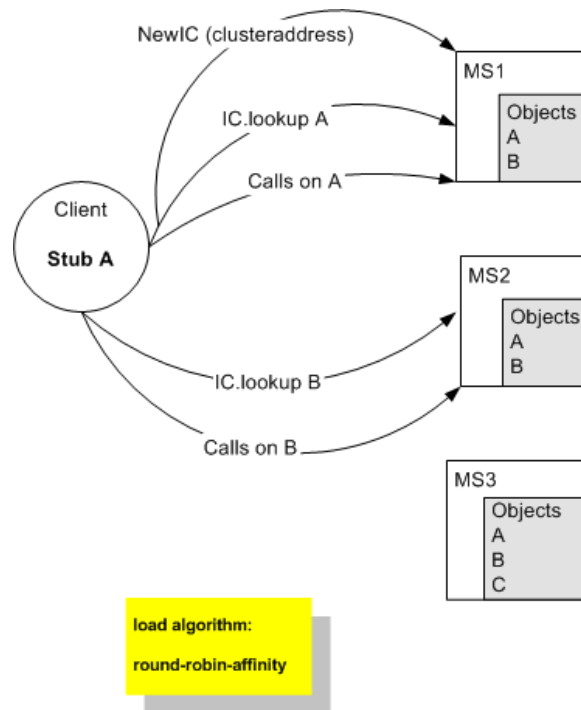 NewIC (clusteraddress)
MS1
Objects
A
B
IC.lookup A
Calls on A
Client
Stub A
MS2
Objects
A
B
IC.lookup B
Calls on B
MS3
Objects
A
B
C
load algorithm:
round-robin-affinity